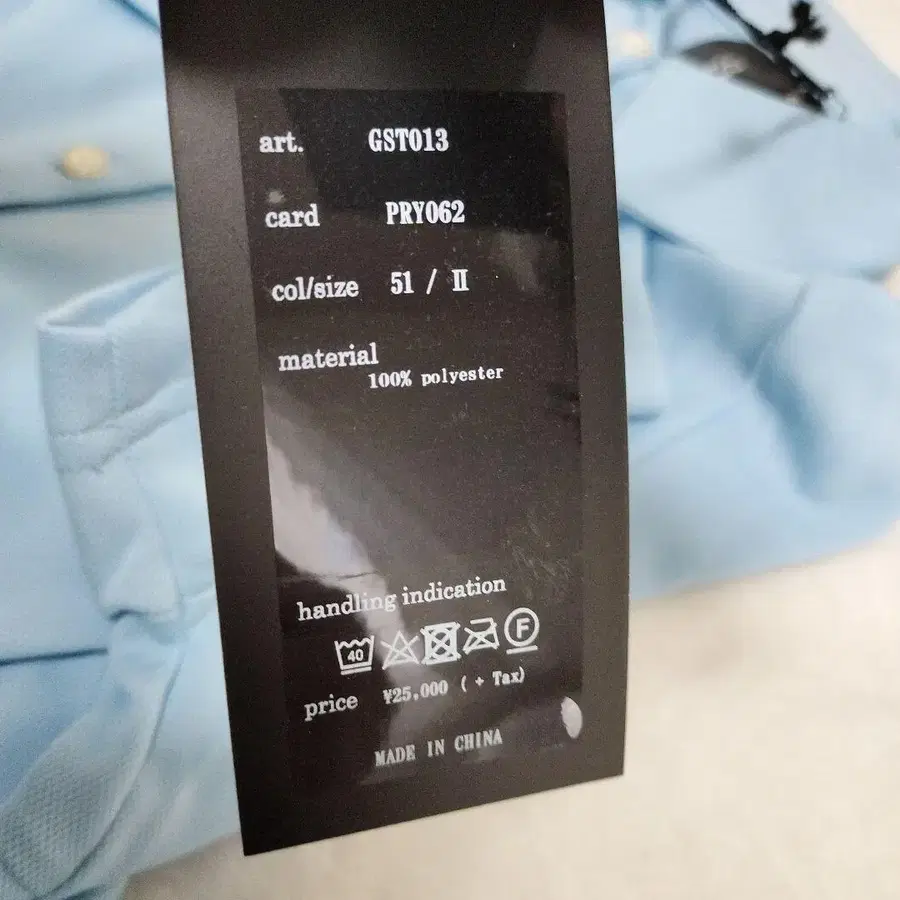 art. GST013
card PRY062
col/size 51 / Ⅱ
material
100% polyester
handling indication
40 F
price ¥25,000 ( + Tax)
MADE IN CHINA